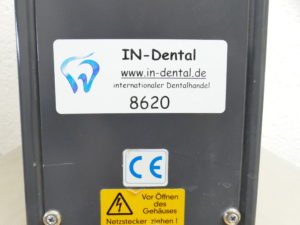 IN-Dental
www.in-dental.de
internationaler Dentalhandel
8620
CE
Vor Öffnen
des
Gehäuses
Netzstecker ziehen !